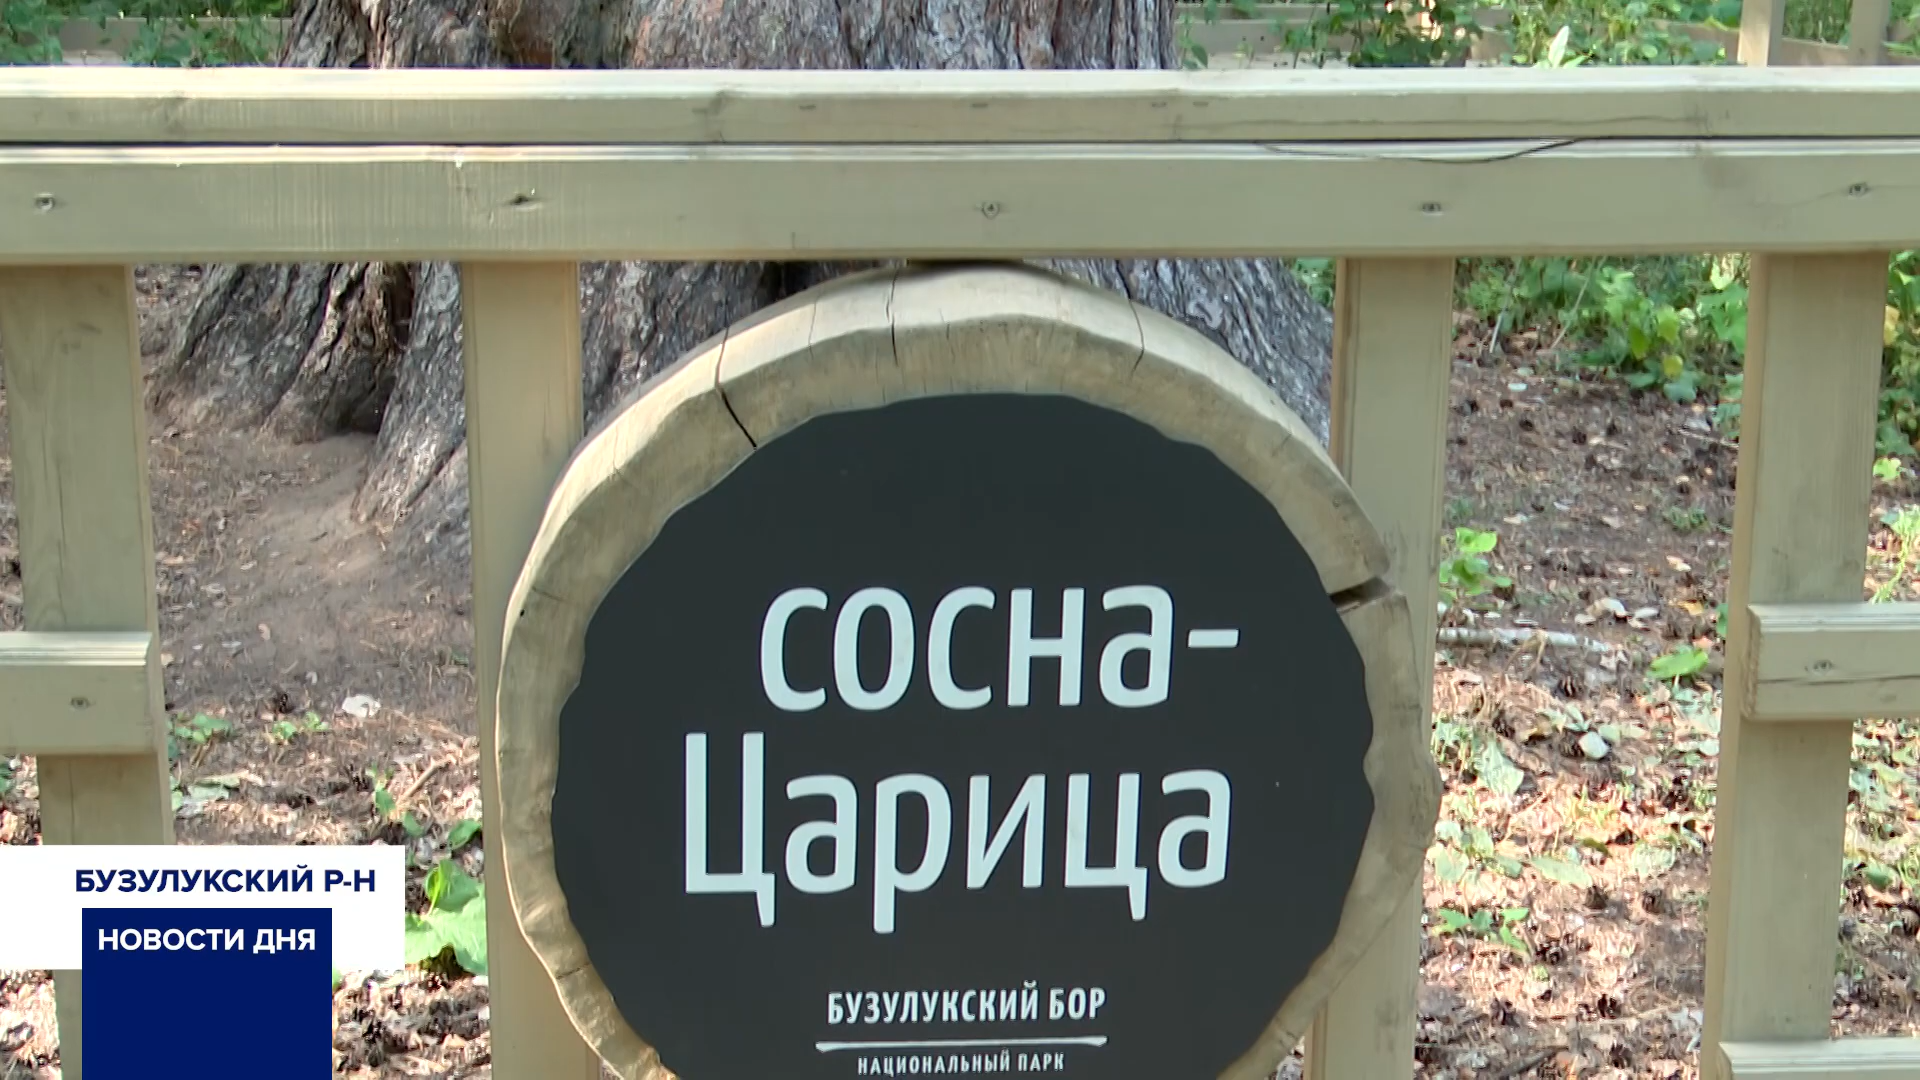 сосна-
Царица
БУЗУЛУКСКИЙ БОР
НАЦИОНАЛЬНЫЙ ПАРК
БУЗУЛУКСКИЙ Р-Н
НОВОСТИ ДНЯ